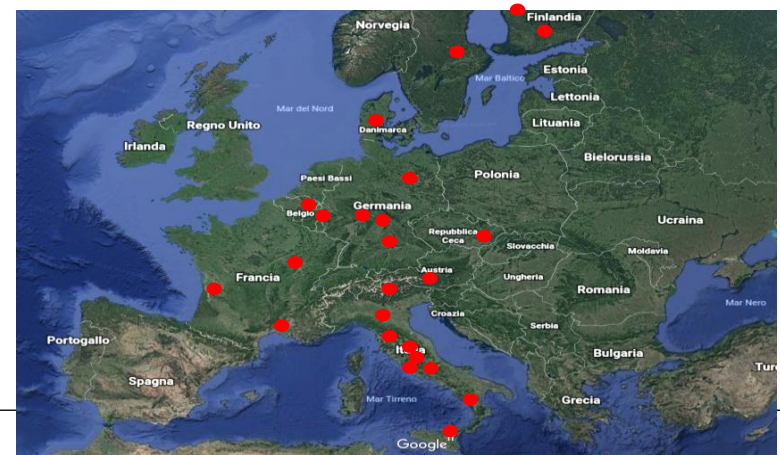 Norvegia
Finlandia
Mar Baltico
Estonia
Lettonia
Lituania
Mar del Nord
Danimarca
Regno Unito
Irlanda
Bielorussia
Paesi Bassi
Polonia
Germania
Belgio
Ucraina
Repubblica
Ceca
Slovacchia
Moldavia
Francia
Austria
Ungheria
Romania
Croazia
Mar Nero
Serbia
Portogallo
Italia
Bulgaria
Spagna
Tur
Mar Tirreno
Grecia
Google